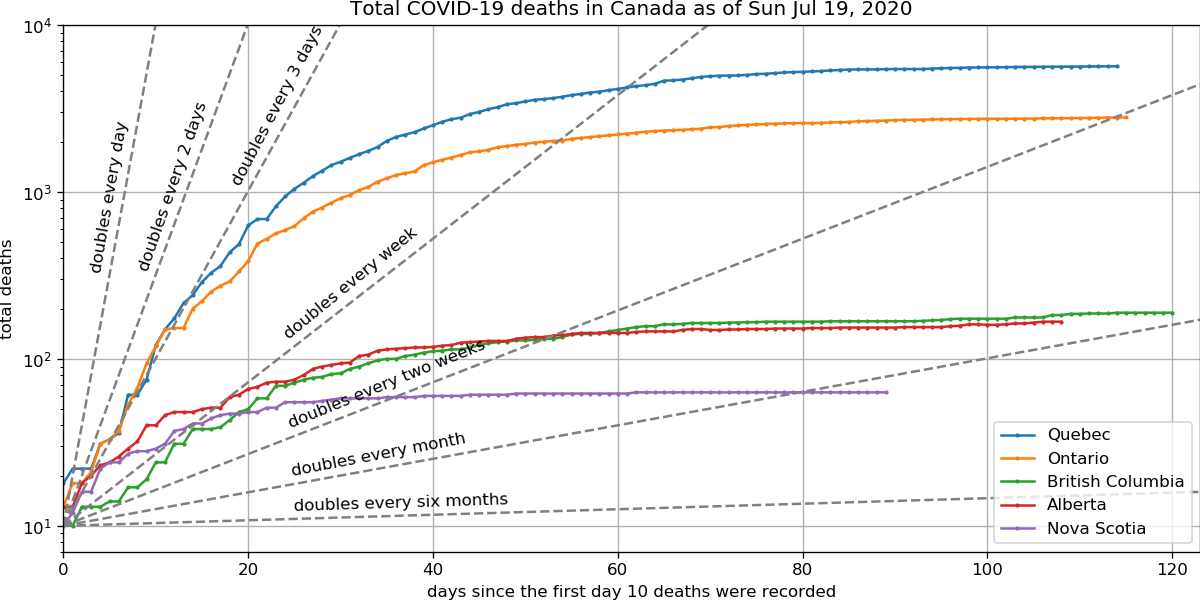 Total COVID-19 deaths in Canada as of Sun Jul 19, 2020
10⁴
10³
10²
10¹
total deaths
doubles every day
doubles every 2 days
doubles every 3 days
doubles every week
doubles every two weeks
doubles every month
doubles every six months
Quebec
Ontario
British Columbia
Alberta
Nova Scotia
0 20 40 60 80 100 120
days since the first day 10 deaths were recorded